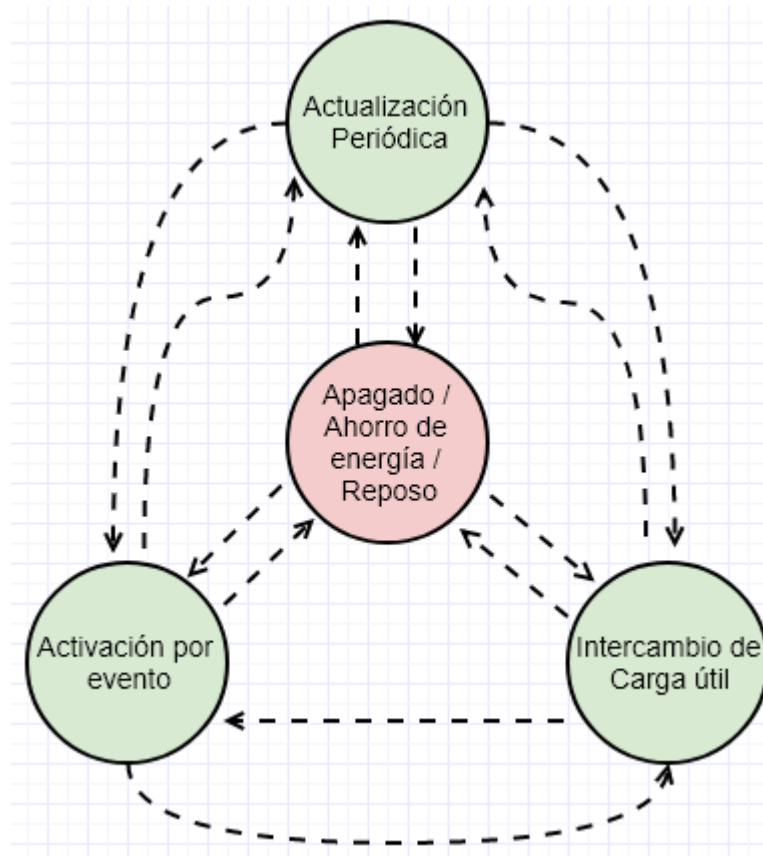 Actualización
Periódica
Apagado /
Ahorro de
energía /
Reposo
Activación por
evento
Intercambio de
Carga útil